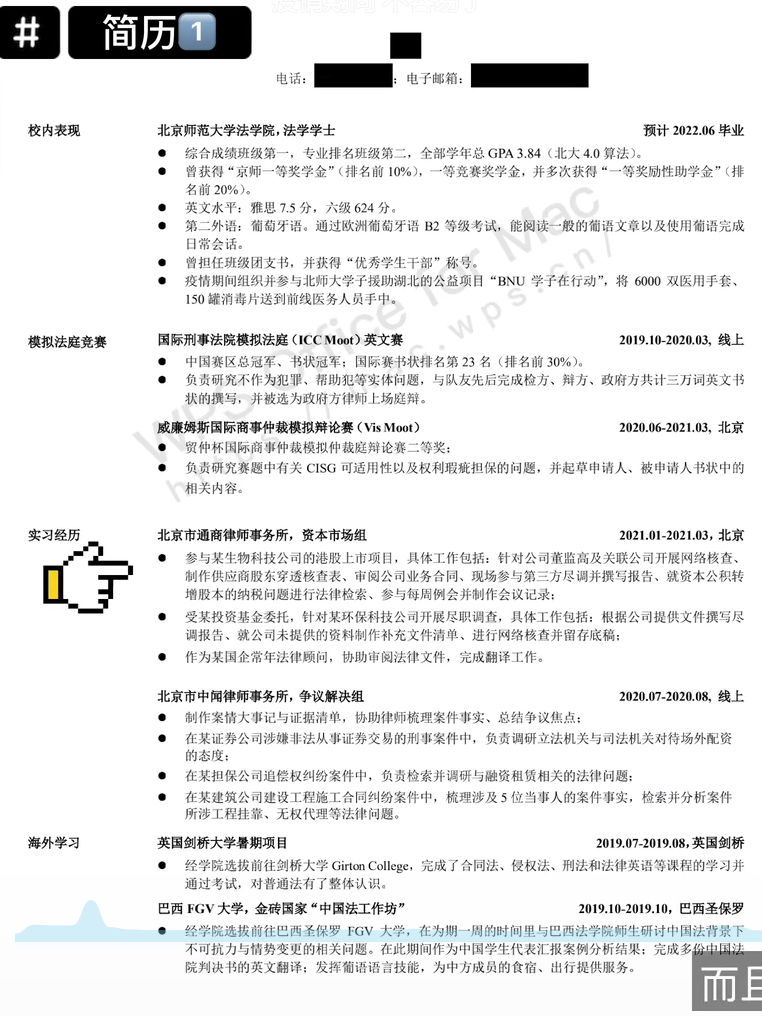 疫情期间不容易了
# 简历1
电话： ；电子邮箱：
校内表现 北京师范大学法学院，法学学士 预计 2022.06 毕业
● 综合成绩班级第一，专业排名班级第二，全部学年总 GPA 3.84（北大 4.0 算法）。
● 曾获得“京师一等奖学金”（排名前 10%），一等竞赛奖学金，并多次获得“一等奖励性助学金”（排
名前 20%）。
● 英文水平：雅思 7.5 分，六级 624 分。
● 第二外语：葡萄牙语。通过欧洲葡萄牙语 B2 等级考试，能阅读一般的葡语文章以及使用葡语完成
日常会话。
● 曾担任班级团支书，并获得“优秀学生干部”称号。
● 疫情期间组织并参与北师大学子援助湖北的公益项目“BNU 学子在行动”，将 6000 双医用手套、
150 罐消毒片送到前线医务人员手中。
模拟法庭竞赛 国际刑事法院模拟法庭（ICC Moot）英文赛 2019.10-2020.03, 线上
● 中国赛区总冠军、书状冠军；国际赛书状排名第 23 名（排名前 30%）。
● 负责研究不作为犯罪、帮助犯等实体问题，与队友先后完成检方、辩方、政府方共计三万词英文书
状的撰写，并被选为政府方律师上场庭辩。
威廉姆斯国际商事仲裁模拟辩论赛（Vis Moot） 2020.06-2021.03, 北京
● 贸仲杯国际商事仲裁模拟仲裁庭辩论赛二等奖；
● 负责研究赛题中有关 CISG 可适用性以及权利瑕疵担保的问题，并起草申请人、被申请人书状中的
相关内容。
WPS Office for Mac
https://mac.wps.cn/
实习经历 北京市通商律师事务所，资本市场组 2021.01-2021.03，北京
● 参与某生物科技公司的港股上市项目，具体工作包括：针对公司董监高及关联公司开展网络核查、
制作供应商股东穿透核查表、审阅公司业务合同、现场参与第三方尽调并撰写报告、就资本公积转
增股本的纳税问题进行法律检索、参与每周例会并制作会议记录；
● 受某投资基金委托，针对某环保科技公司开展尽职调查，具体工作包括：根据公司提供文件撰写尽
调报告、就公司未提供的资料制作补充文件清单、进行网络核查并留存底稿；
● 作为某国企常年法律顾问，协助审阅法律文件，完成翻译工作。
北京市中闻律师事务所，争议解决组 2020.07-2020.08, 线上
● 制作案情大事记与证据清单，协助律师梳理案件事实、总结争议焦点；
● 在某证券公司涉嫌非法从事证券交易的刑事案件中，负责调研立法机关与司法机关对待场外配资
的态度；
● 在某担保公司追偿权纠纷案件中，负责检索并调研与融资租赁相关的法律问题；
● 在某建筑公司建设工程施工合同纠纷案件中，梳理涉及 5 位当事人的案件事实，检索并分析案件
所涉工程挂靠、无权代理等法律问题。
海外学习 英国剑桥大学暑期项目 2019.07-2019.08，英国剑桥
● 经学院选拔前往剑桥大学 Girton College，完成了合同法、侵权法、刑法和法律英语等课程的学习并
通过考试，对普通法有了整体认识。
巴西 FGV 大学，金砖国家“中国法工作坊” 2019.10-2019.10，巴西圣保罗
● 经学院选拔前往巴西圣保罗 FGV 大学，在为期一周的时间里与巴西法学院师生研讨中国法背景下
不可抗力与情势变更的相关问题。在此期间作为中国学生代表汇报案例分析结果；完成多份中国法
院判决书的英文翻译；发挥葡语语言技能，为中方成员的食宿、出行提供服务。
而且